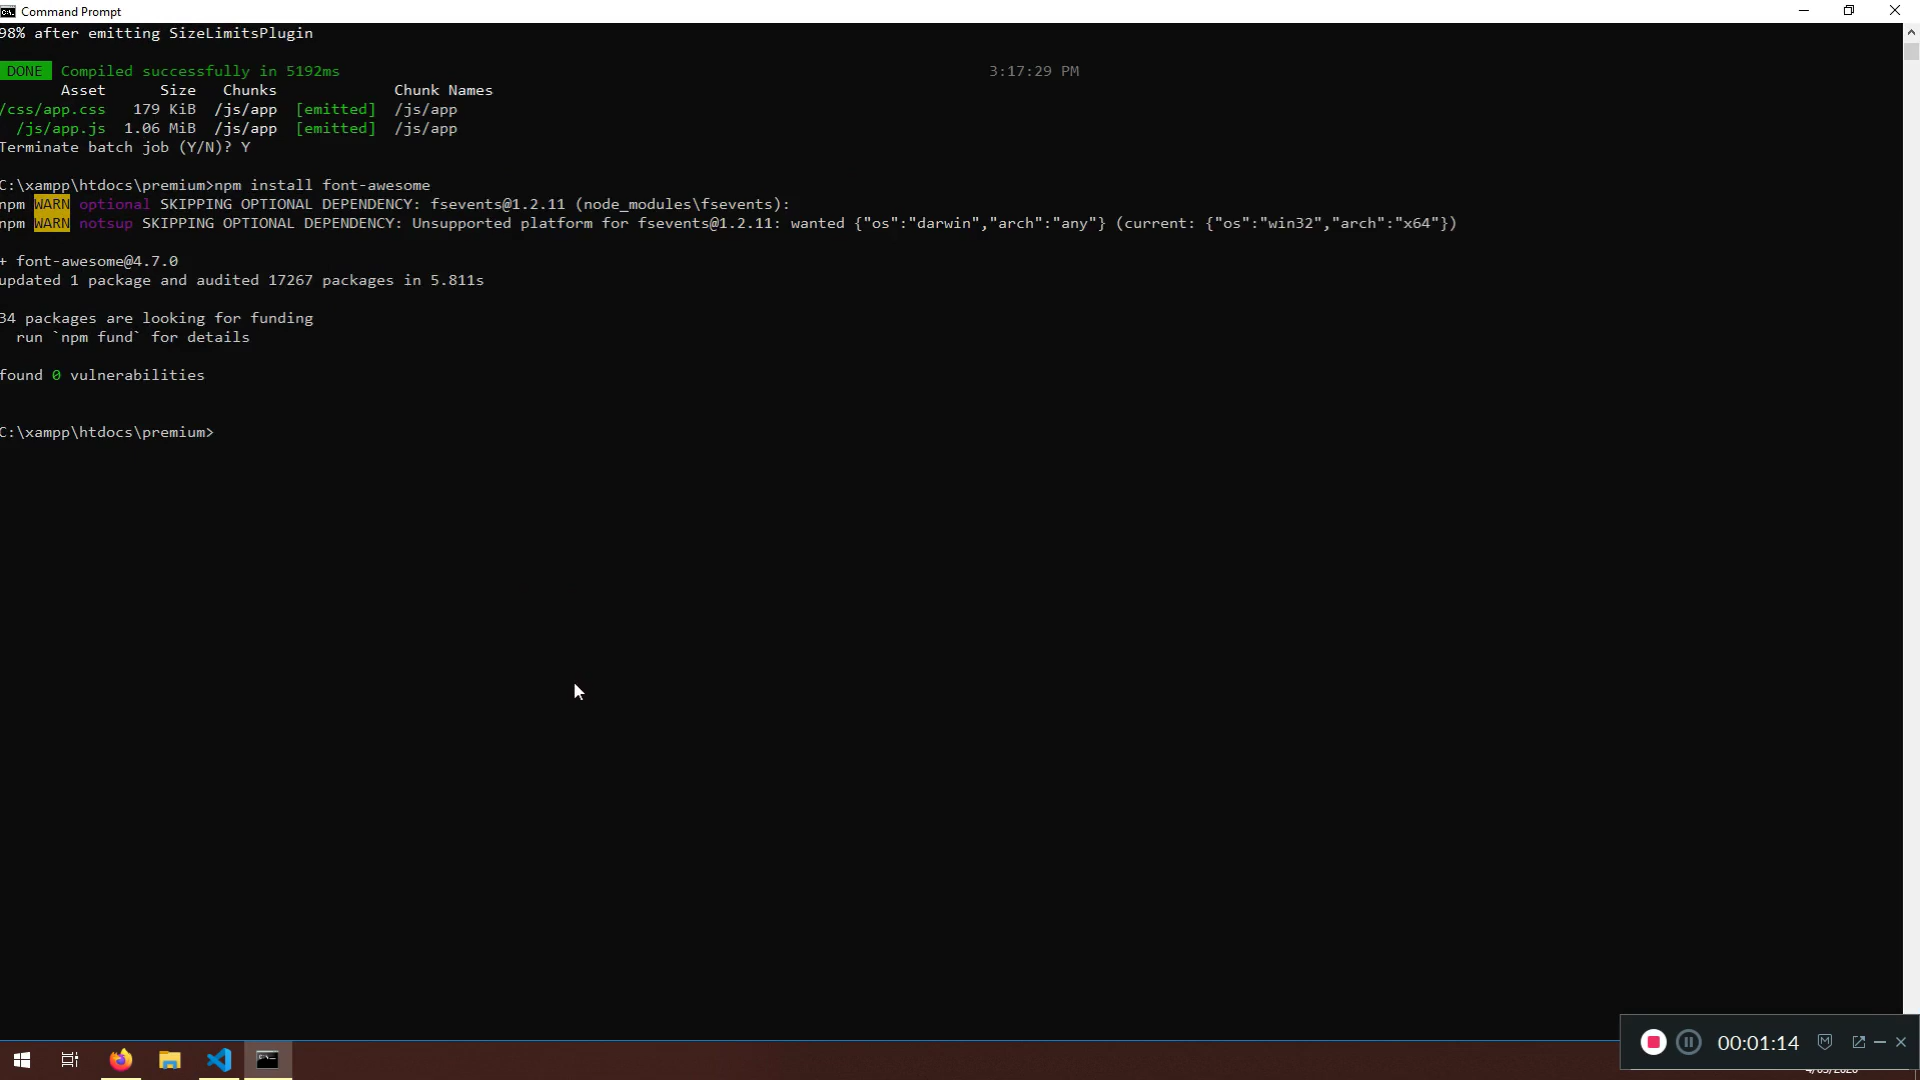 Command Prompt
98% after emitting SizeLimitsPlugin
DONE Compiled successfully in 5192ms 3:17:29 PM
Asset Size Chunks Chunk Names
/css/app.css 179 KiB /js/app [emitted] /js/app
/js/app.js 1.06 MiB /js/app [emitted] /js/app
Terminate batch job (Y/N)? Y
C:\xampp\htdocs\premium>npm install font-awesome
npm WARN optional SKIPPING OPTIONAL DEPENDENCY: fsevents@1.2.11 (node_modules\fsevents):
npm WARN notsup SKIPPING OPTIONAL DEPENDENCY: Unsupported platform for fsevents@1.2.11: wanted {"os":"darwin","arch":"any"} (current: {"os":"win32","arch":"x64"})
+ font-awesome@4.7.0
updated 1 package and audited 17267 packages in 5.811s
34 packages are looking for funding
run `npm fund` for details
found 0 vulnerabilities
C:\xampp\htdocs\premium>
00:01:14